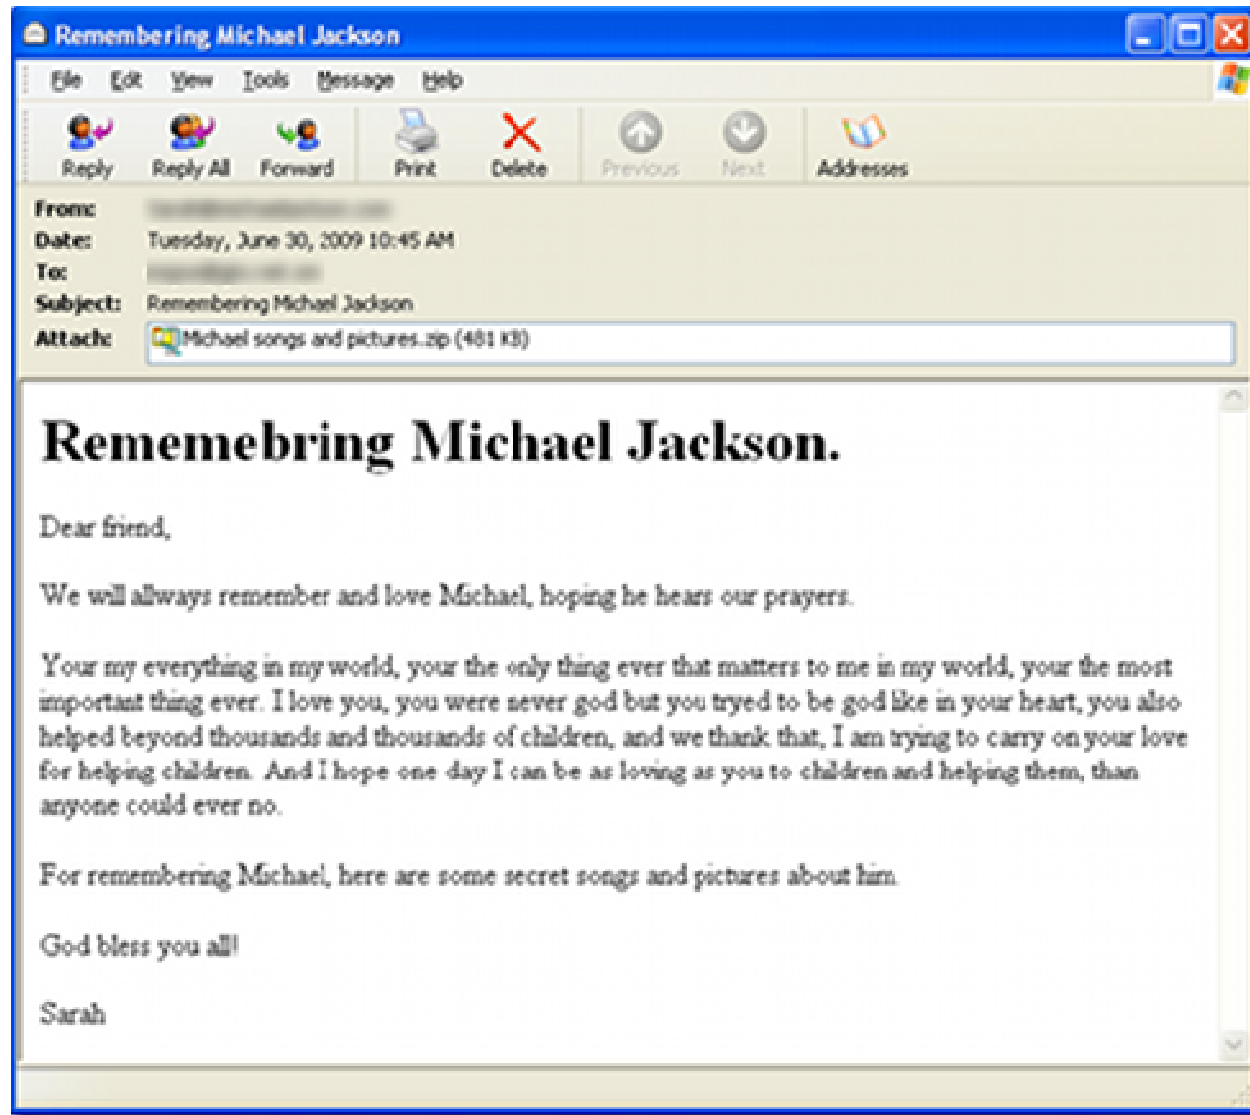 Remembering Michael Jackson
File Edit View Tools Message Help
Reply Reply All Forward Print Delete Previous Next Addresses
From:
Date: Tuesday, June 30, 2009 10:45 AM
To:
Subject: Remembering Michael Jackson
Attach: Michael songs and pictures.zip (481 KB)
Rememebring Michael Jackson.
Dear friend,
We will allways remember and love Michael, hoping he hears our prayers.
Your my everything in my world, your the only thing ever that matters to me in my world, your the most
important thing ever. I love you, you were never god but you tryed to be god like in your heart, you also
helped beyond thousands and thousands of children, and we thank that, I am trying to carry on your love
for helping children. And I hope one day I can be as loving as you to children and helping them, than
anyone could ever no.
For remembering Michael, here are some secret songs and pictures about him.
God bless you all!
Sarah